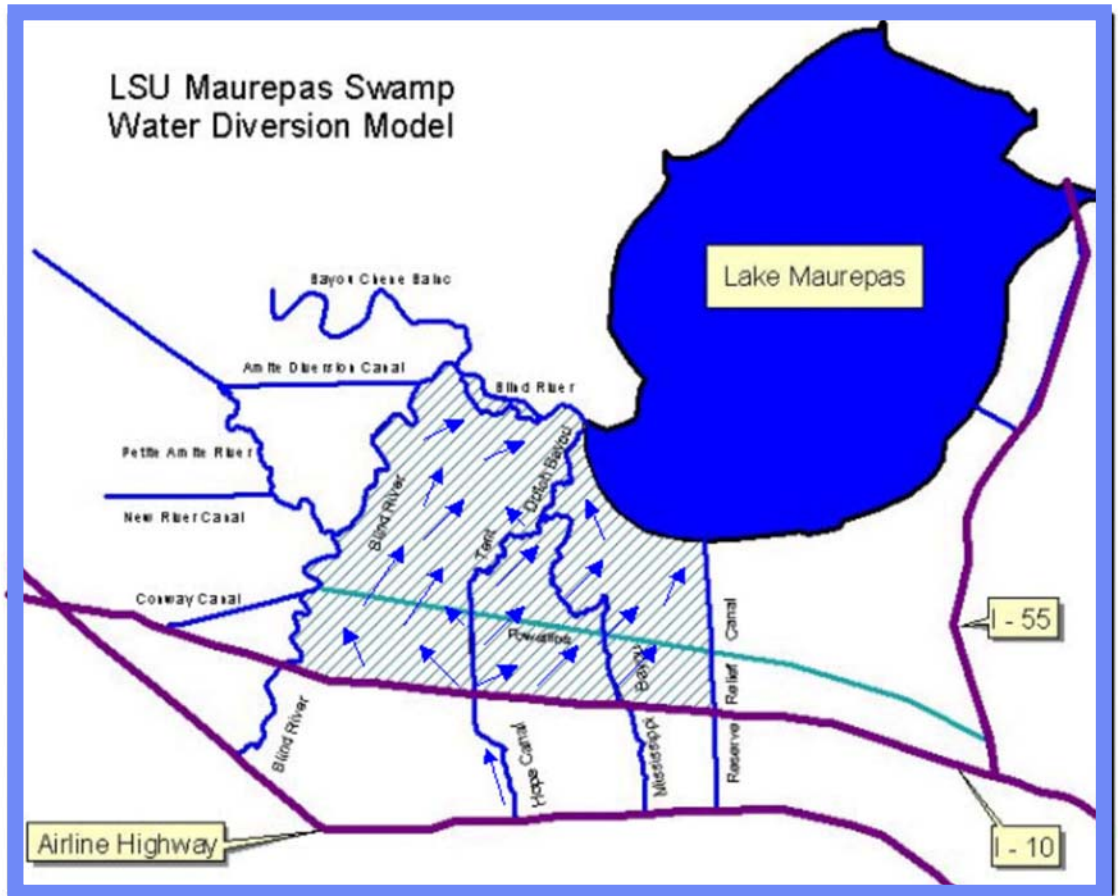 LSU Maurepas Swamp
Water Diversion Model
Lake Maurepas
Bayou Chene Balnc
Amite Diversion Canal
Blind River
Petite Amite River
New River Canal
Blind River
Dutch Bayou
Tent
Conway Canal
Powerline
I - 55
Blind River
Hope Canal
Mississippi Bayou
Reserve Relief Canal
Airline Highway
I - 10